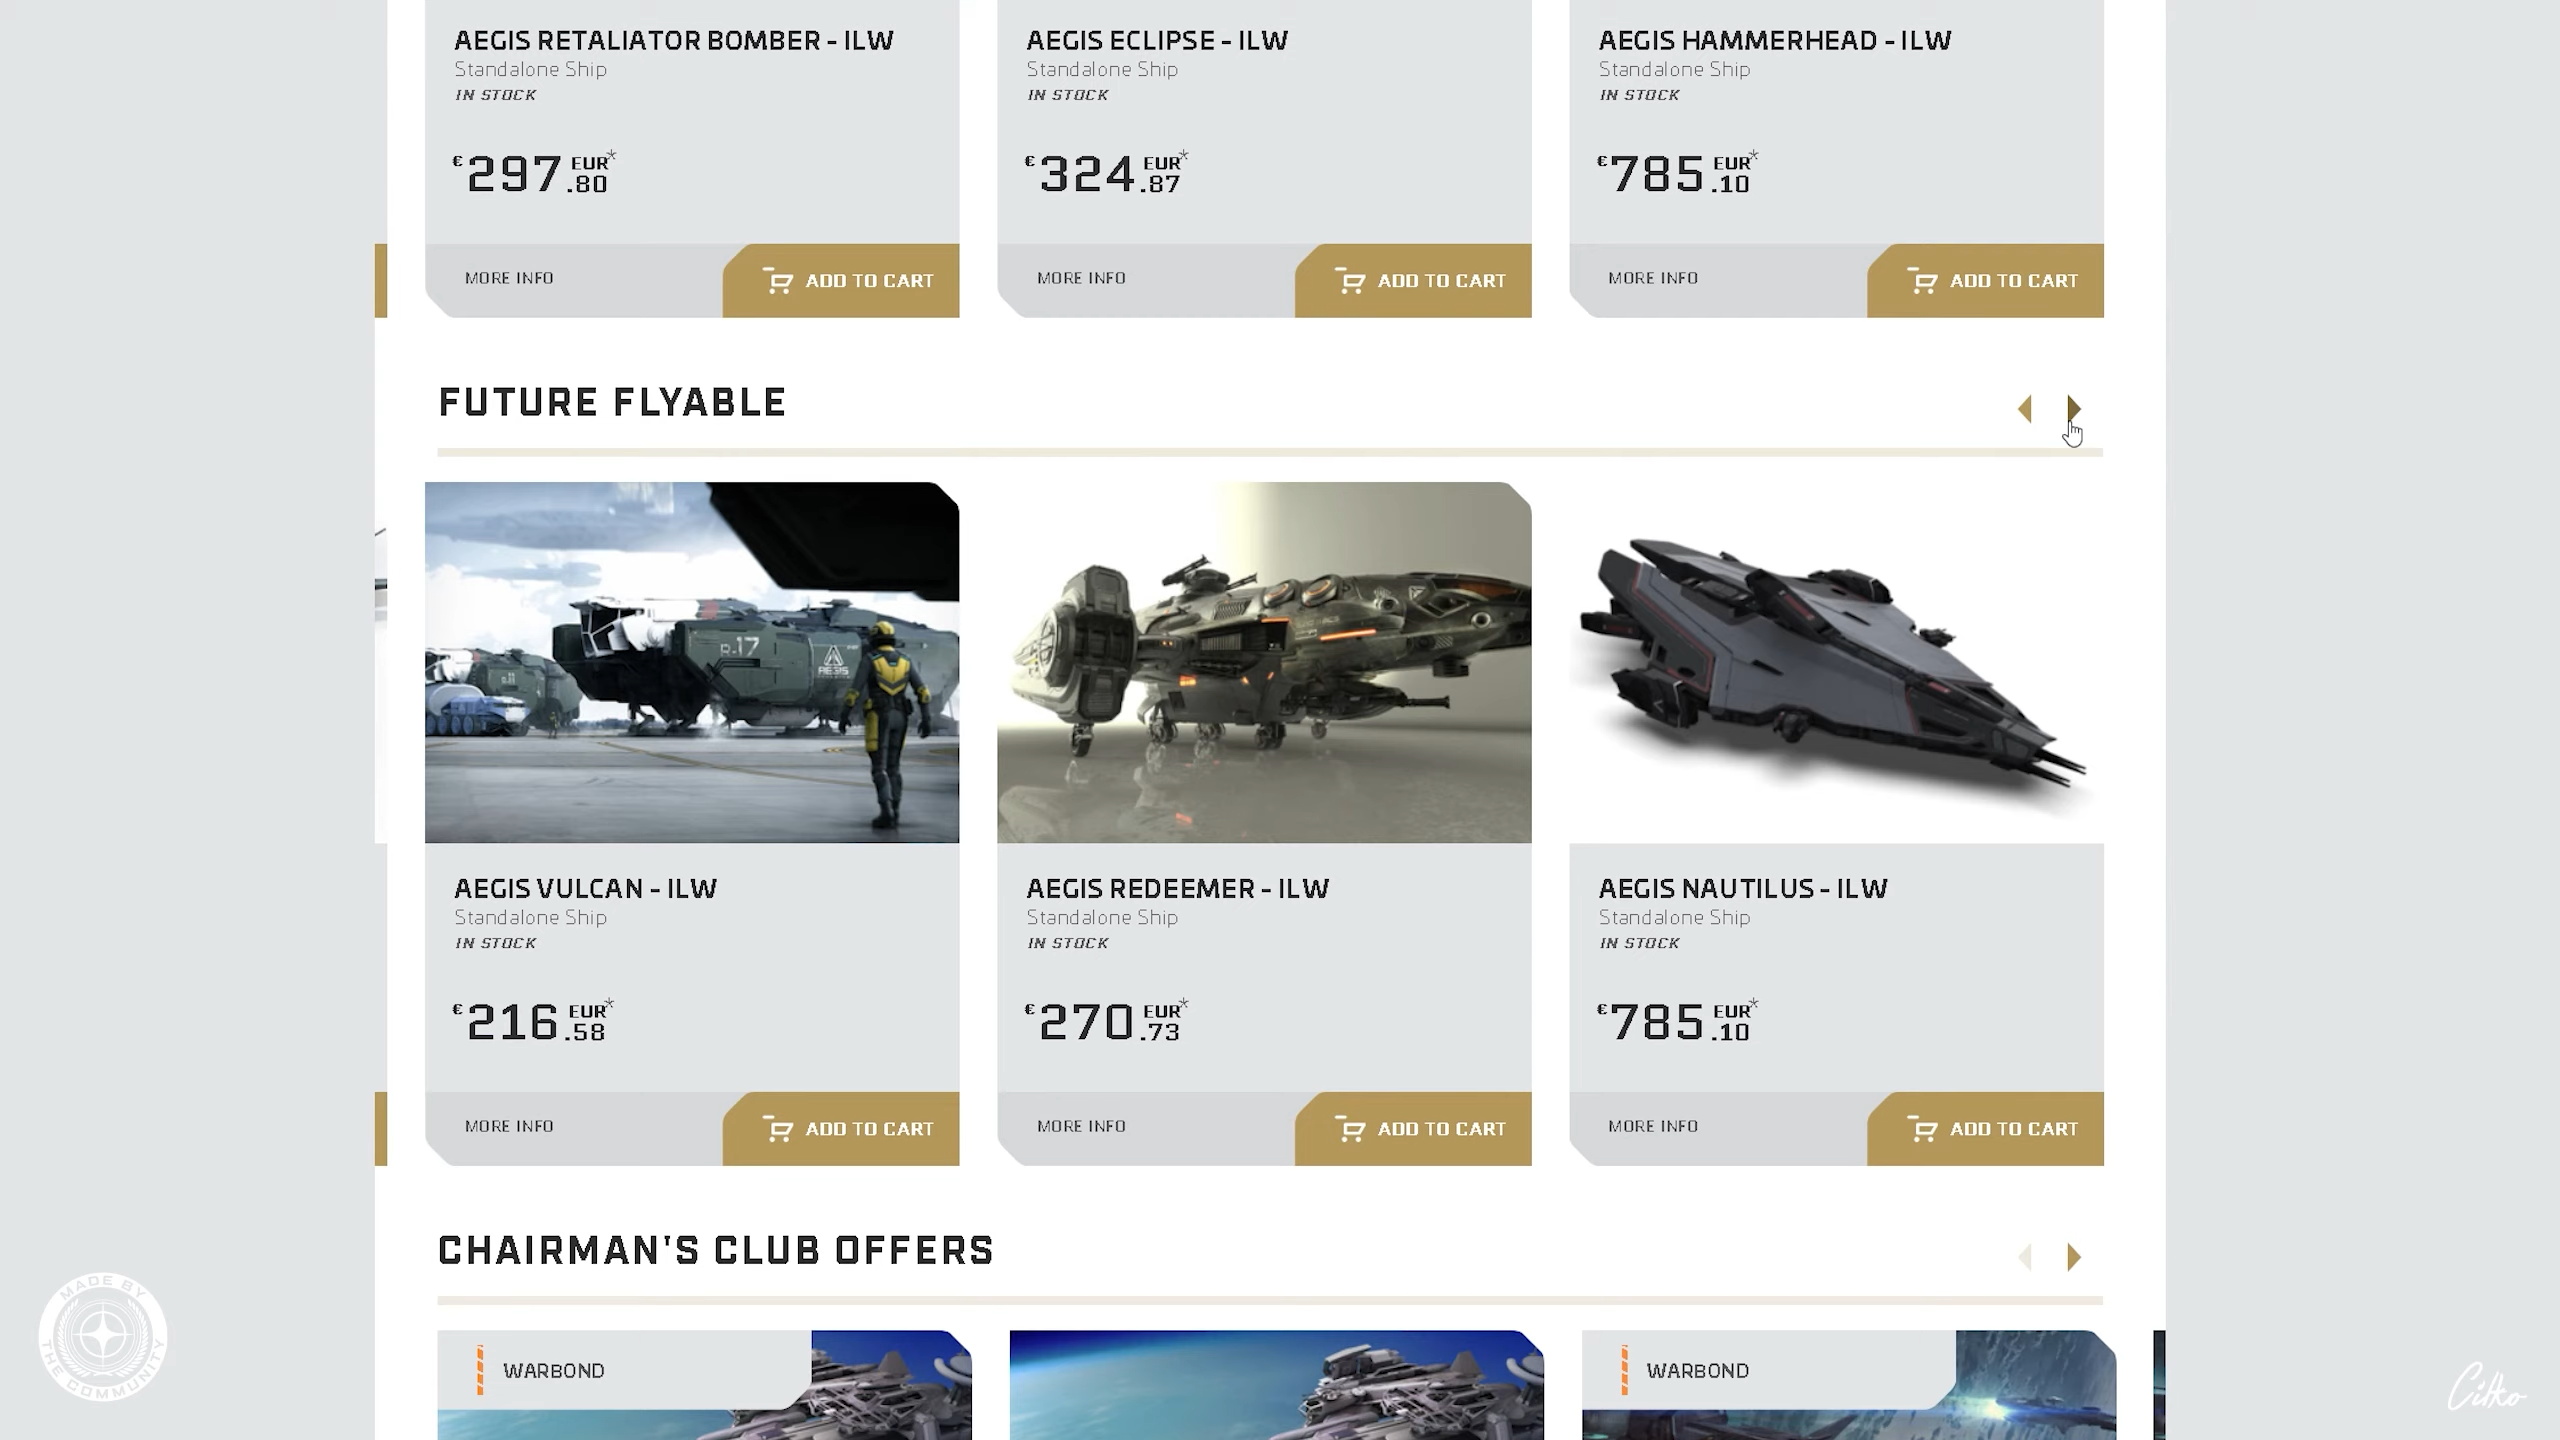 AEGIS RETALIATOR BOMBER - ILW
Standalone Ship
IN STOCK
€297.80 EUR*
MORE INFO
ADD TO CART
AEGIS ECLIPSE - ILW
Standalone Ship
IN STOCK
€324.87 EUR*
MORE INFO
ADD TO CART
AEGIS HAMMERHEAD - ILW
Standalone Ship
IN STOCK
€785.10 EUR*
MORE INFO
ADD TO CART
FUTURE FLYABLE
R-17
AEGIS
AEGIS VULCAN - ILW
Standalone Ship
IN STOCK
€216.58 EUR*
MORE INFO
ADD TO CART
AEGIS REDEEMER - ILW
Standalone Ship
IN STOCK
€270.73 EUR*
MORE INFO
ADD TO CART
AEGIS NAUTILUS - ILW
Standalone Ship
IN STOCK
€785.10 EUR*
MORE INFO
ADD TO CART
CHAIRMAN'S CLUB OFFERS
WARBOND
WARBOND
MADE BY
THE COMMUNITY